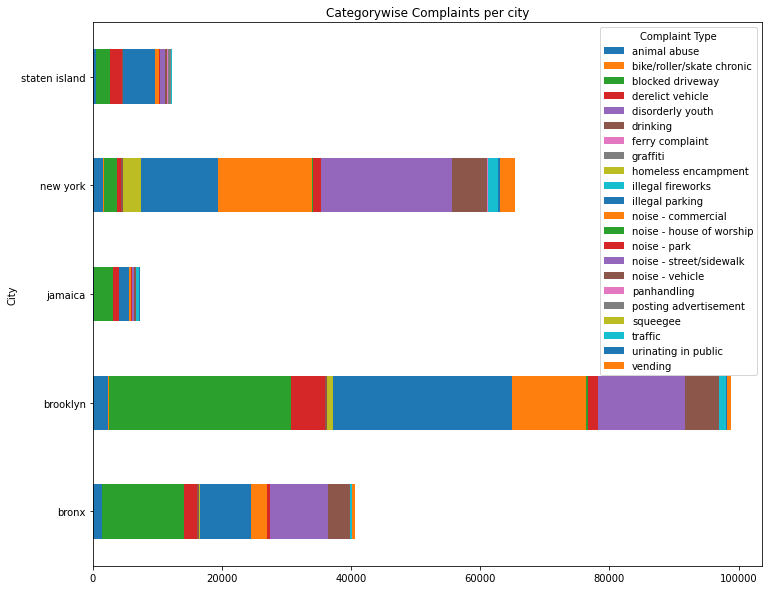 Categorywise Complaints per city
Complaint Type
animal abuse
bike/roller/skate chronic
blocked driveway
derelict vehicle
disorderly youth
drinking
ferry complaint
graffiti
homeless encampment
illegal fireworks
illegal parking
noise - commercial
noise - house of worship
noise - park
noise - street/sidewalk
noise - vehicle
panhandling
posting advertisement
squeegee
traffic
urinating in public
vending
City
staten island
new york
jamaica
brooklyn
bronx
0 20000 40000 60000 80000 100000